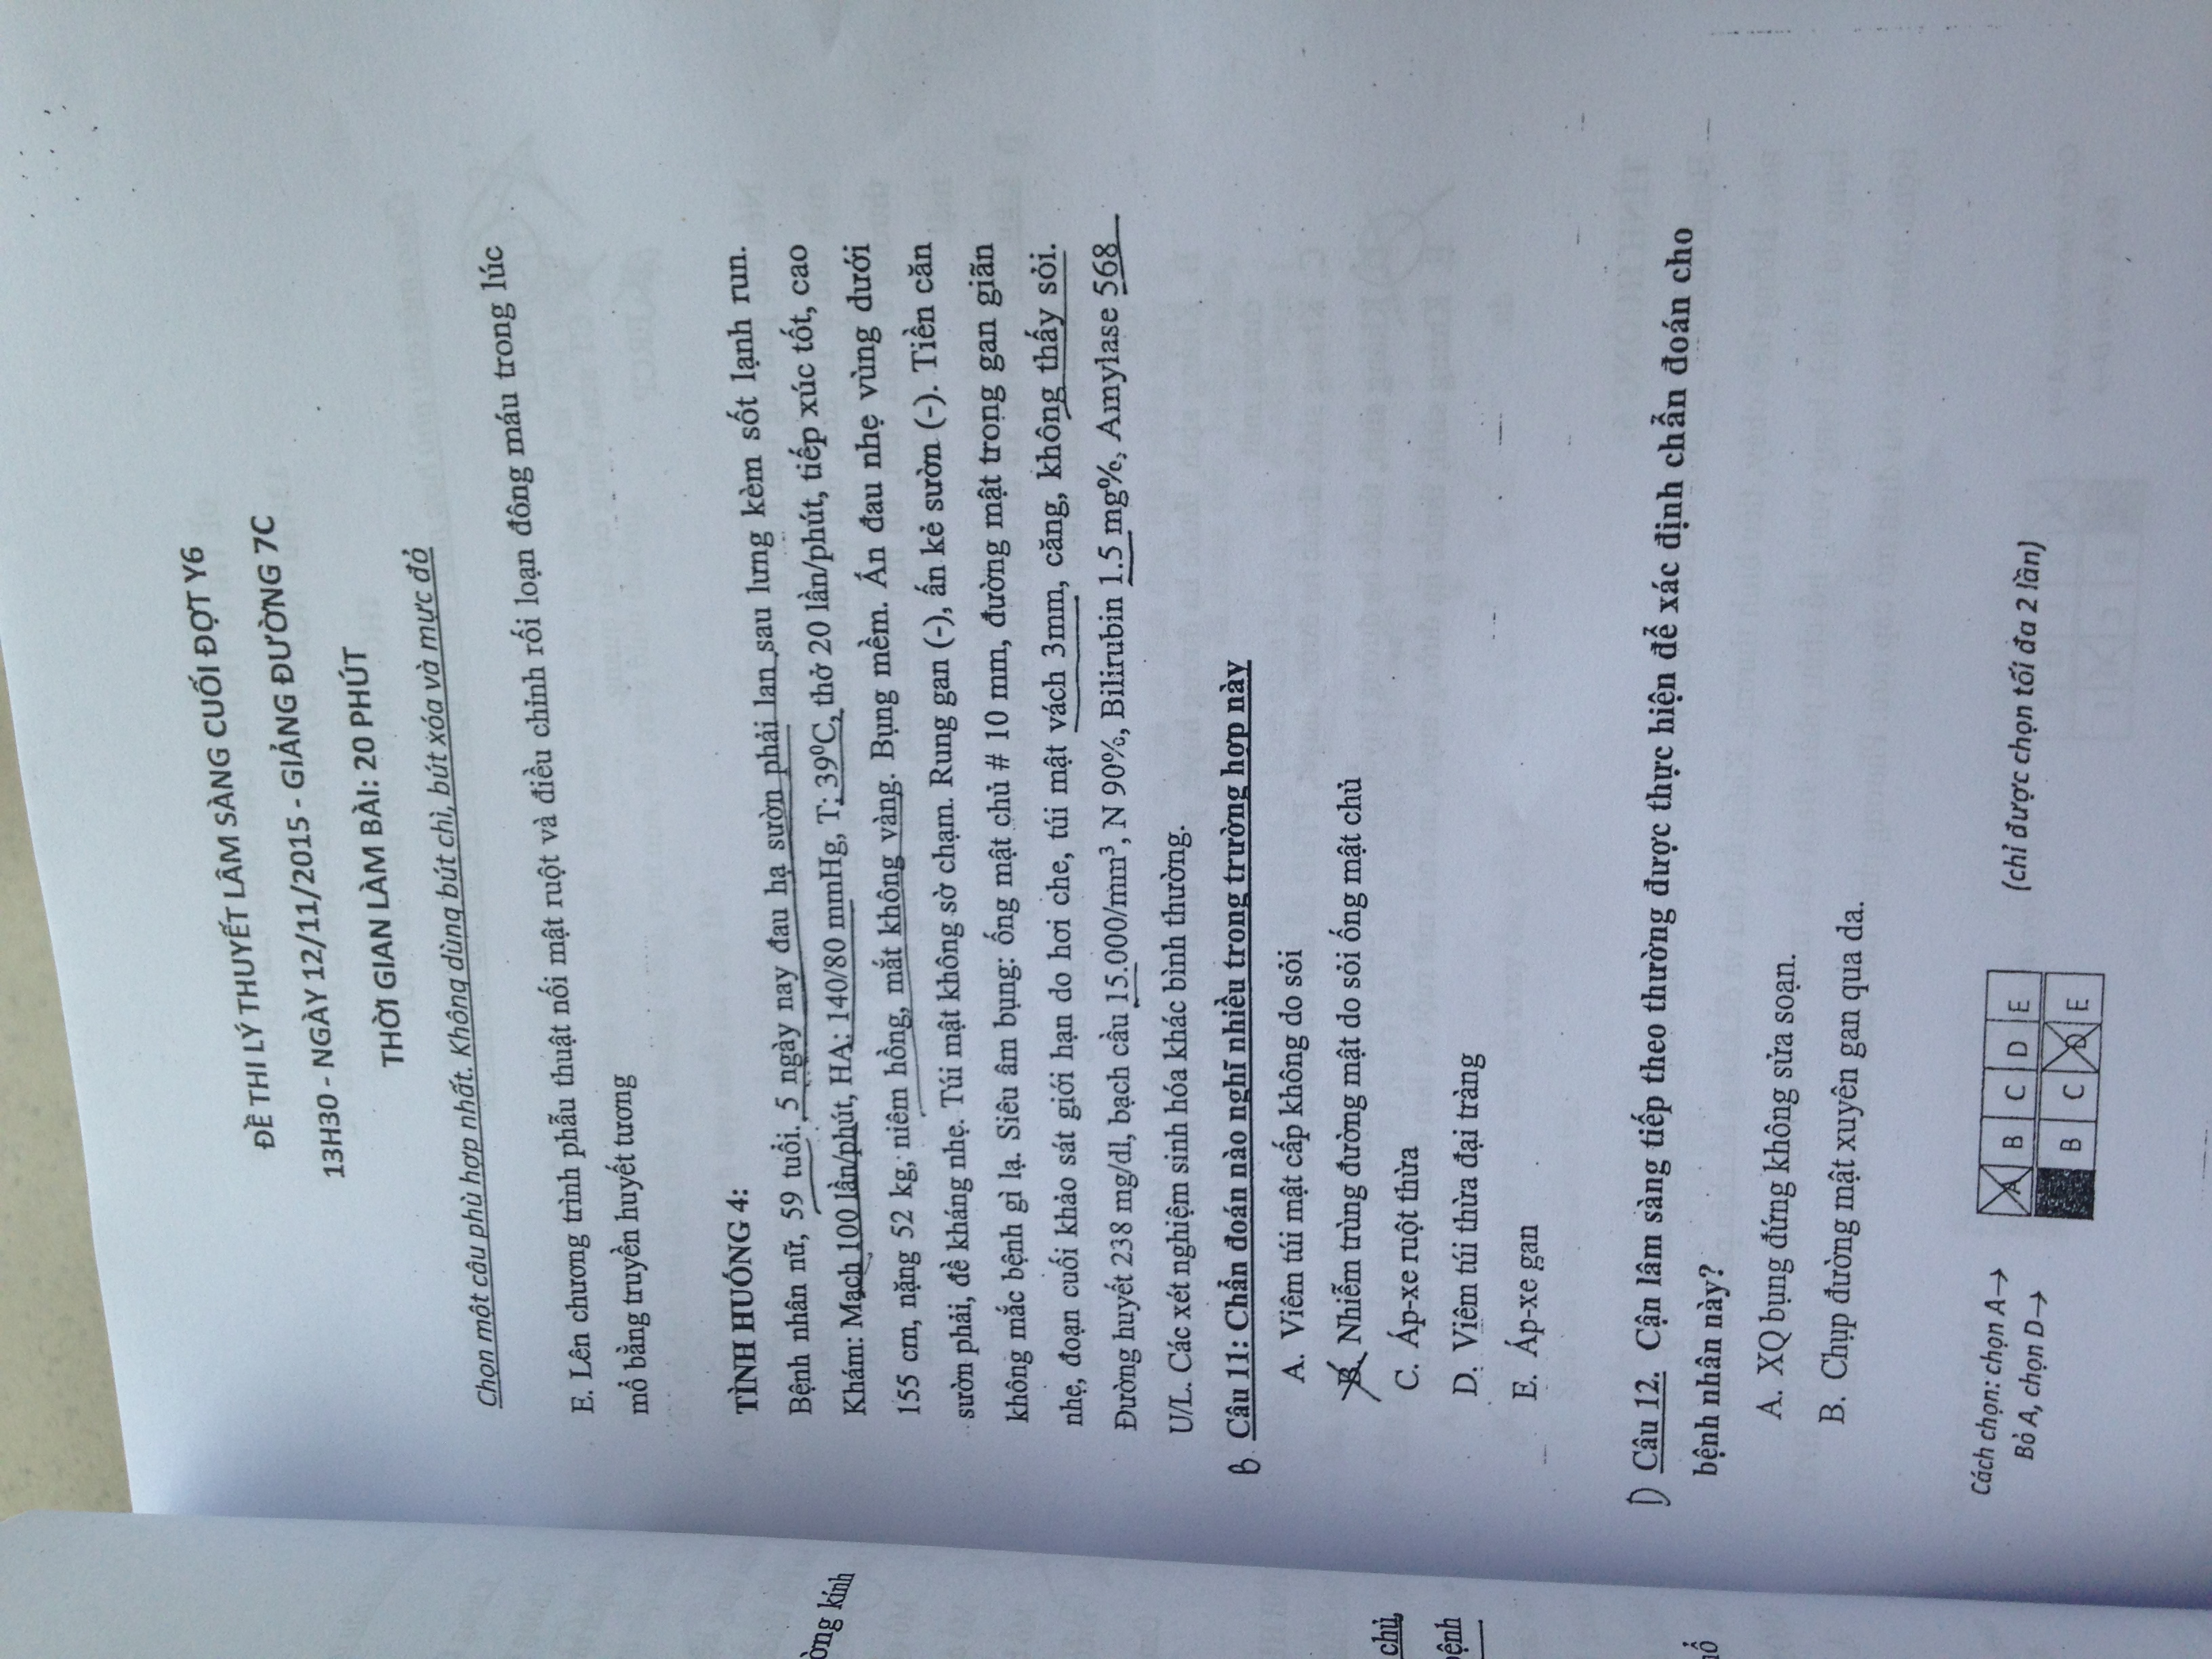 ĐỀ THI LÝ THUYẾT LÂM SÀNG CUỐI ĐỢT Y6
13H30 - NGÀY 12/11/2015 - GIẢNG ĐƯỜNG 7C
THỜI GIAN LÀM BÀI: 20 PHÚT
Chọn một câu phù hợp nhất. Không dùng bút chì, bút xóa và mực đỏ
E. Lên chương trình phẫu thuật nối mật ruột và điều chỉnh rối loạn đông máu trong lúc
mổ bằng truyền huyết tương
TÌNH HUỐNG 4:
Bệnh nhân nữ, 59 tuổi. 5 ngày nay đau hạ sườn phải lan sau lưng kèm sốt lạnh run.
Khám: Mạch 100 lần/phút, HA: 140/80 mmHg, T: 39⁰C, thở 20 lần/phút, tiếp xúc tốt, cao
155 cm, nặng 52 kg, niêm hồng, mắt không vàng. Bụng mềm. Ấn đau nhẹ vùng dưới
sườn phải, đề kháng nhẹ. Túi mật không sờ chạm. Rung gan (-), ấn kẻ sườn (-). Tiền căn
không mắc bệnh gì lạ. Siêu âm bụng: ống mật chủ # 10 mm, đường mật trong gan giãn
nhẹ, đoạn cuối khảo sát giới hạn do hơi che, túi mật vách 3mm, căng, không thấy sỏi.
Đường huyết 238 mg/dl, bạch cầu 15.000/mm³, N 90%, Bilirubin 1.5 mg%, Amylase 568
U/L. Các xét nghiệm sinh hóa khác bình thường.
B Câu 11: Chẩn đoán nào nghĩ nhiều trong trường hợp này
A. Viêm túi mật cấp không do sỏi
B. Nhiễm trùng đường mật do sỏi ống mật chủ
C. Áp-xe ruột thừa
D. Viêm túi thừa đại tràng
E. Áp-xe gan
D Câu 12. Cận lâm sàng tiếp theo thường được thực hiện để xác định chẩn đoán cho
bệnh nhân này?
A. XQ bụng đứng không sửa soạn.
B. Chụp đường mật xuyên gan qua da.
Cách chọn: chọn A→ A B C D E (chỉ được chọn tối đa 2 lần)
Bỏ A, chọn D→ B C D E
òng kính
chủ,
bệnh